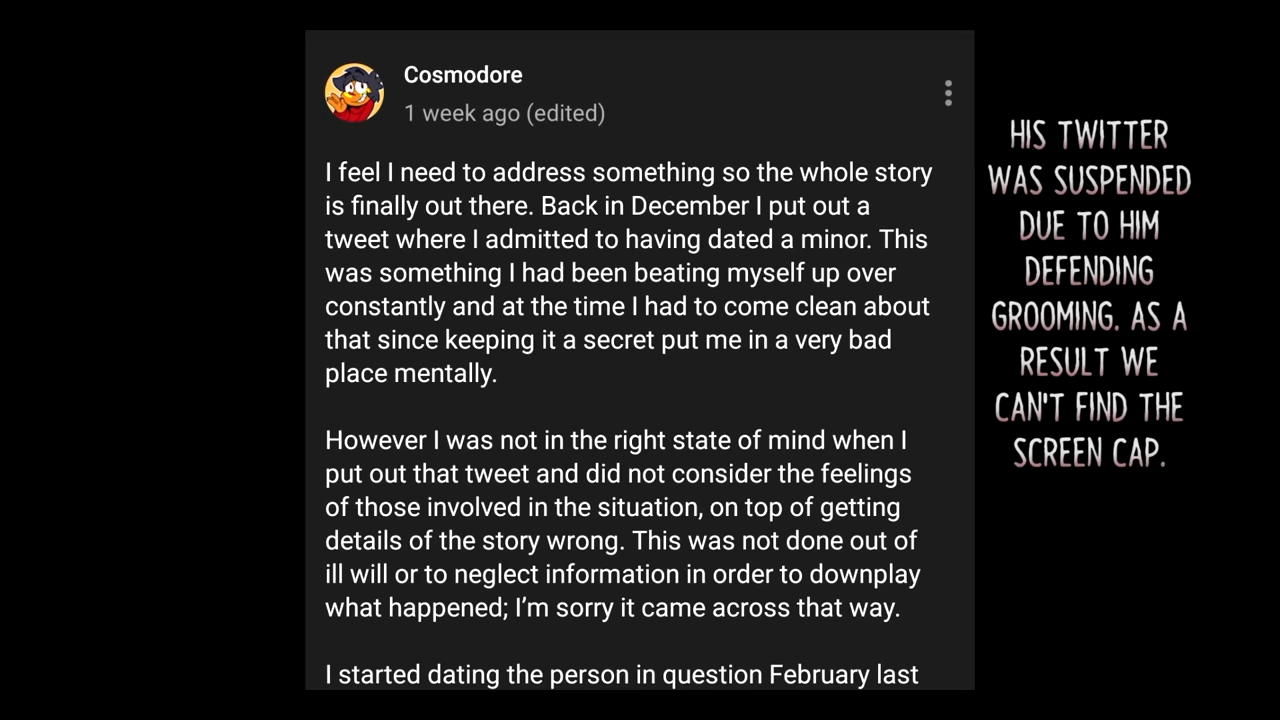 Cosmodore
1 week ago (edited)
I feel I need to address something so the whole story
is finally out there. Back in December I put out a
tweet where I admitted to having dated a minor. This
was something I had been beating myself up over
constantly and at the time I had to come clean about
that since keeping it a secret put me in a very bad
place mentally.
However I was not in the right state of mind when I
put out that tweet and did not consider the feelings
of those involved in the situation, on top of getting
details of the story wrong. This was not done out of
ill will or to neglect information in order to downplay
what happened; I’m sorry it came across that way.
I started dating the person in question February last
HIS TWITTER
WAS SUSPENDED
DUE TO HIM
DEFENDING
GROOMING. AS A
RESULT WE
CAN'T FIND THE
SCREEN CAP.